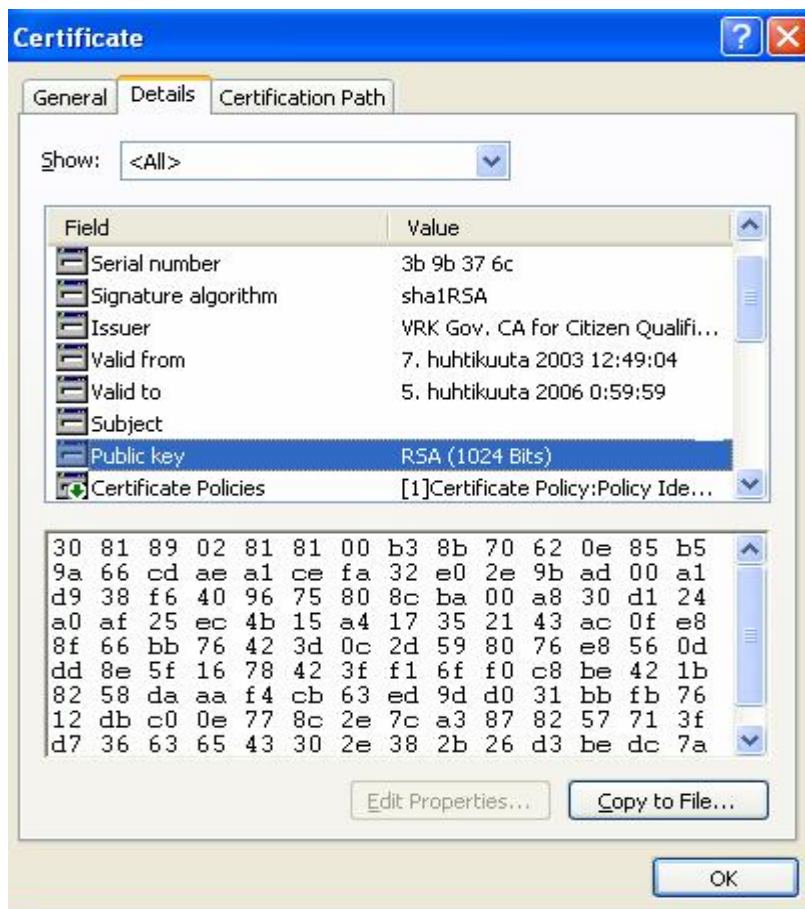 Certificate
General Details Certification Path
Show: <All>
Field Value
Serial number 3b 9b 37 6c
Signature algorithm sha1RSA
Issuer VRK Gov. CA for Citizen Qualifi...
Valid from 7. huhtikuuta 2003 12:49:04
Valid to 5. huhtikuuta 2006 0:59:59
Subject
Public key RSA (1024 Bits)
Certificate Policies [1]Certificate Policy:Policy Ide...
30 81 89 02 81 81 00 b3 8b 70 62 0e 85 b5
9a 66 cd ae a1 ce fa 32 e0 2e 9b ad 00 a1
d9 38 f6 40 96 75 80 8c ba 00 a8 30 d1 24
a0 af 25 ec 4b 15 a4 17 35 21 43 ac 0f e8
8f 66 bb 76 42 3d 0c 2d 59 80 76 e8 56 0d
dd 8e 5f 16 78 42 3f f1 6f f0 c8 be 42 1b
82 58 da aa f4 cb 63 ed 9d d0 31 bb fb 76
12 db c0 0e 77 8c 2e 7c a3 87 82 57 71 3f
d7 36 63 65 43 30 2e 38 2b 26 d3 be dc 7a
Edit Properties... Copy to File...
OK